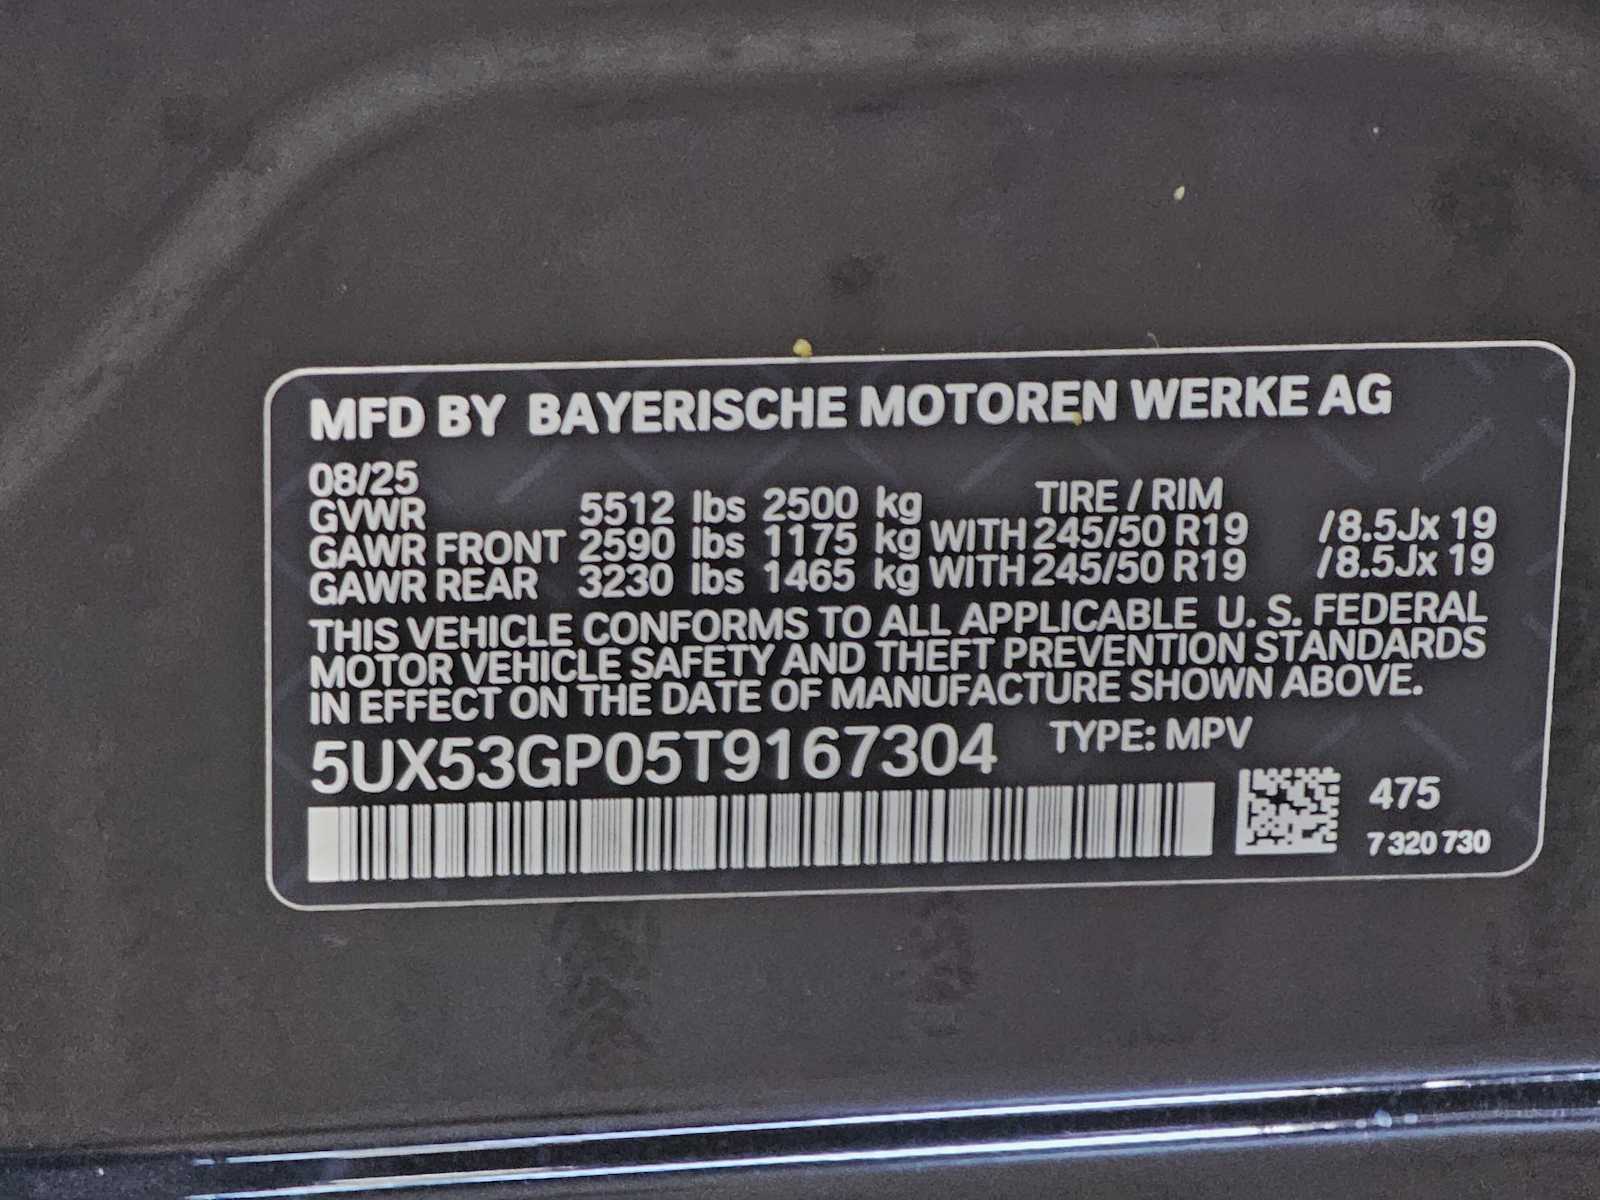 MFD BY BAYERISCHE MOTOREN WERKE AG
08/25
GVWR 5512 lbs 2500 kg TIRE / RIM
GAWR FRONT 2590 lbs 1175 kg WITH 245/50 R19 /8.5Jx 19
GAWR REAR 3230 lbs 1465 kg WITH 245/50 R19 /8.5Jx 19
THIS VEHICLE CONFORMS TO ALL APPLICABLE U. S. FEDERAL
MOTOR VEHICLE SAFETY AND THEFT PREVENTION STANDARDS
IN EFFECT ON THE DATE OF MANUFACTURE SHOWN ABOVE.
5UX53GP05T9167304 TYPE: MPV
475
7 320 730